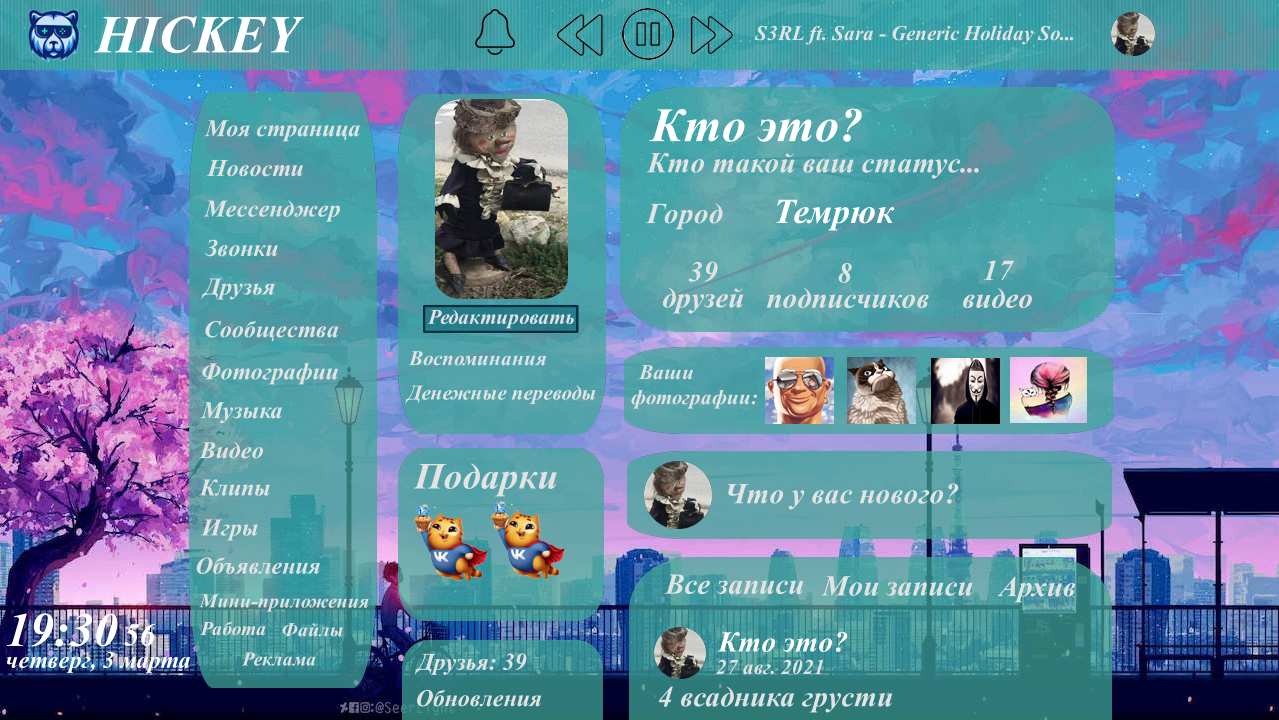 HICKEY
S3RL ft. Sara - Generic Holiday So...
Моя страница
Новости
Мессенджер
Звонки
Друзья
Сообщества
Фотографии
Музыка
Видео
Клипы
Игры
Объявления
Мини-приложения
Работа Файлы
Реклама
19:30 56
четверг, 3 марта
Редактировать
Воспоминания
Денежные переводы
Подарки
VK VK
Друзья: 39
Обновления
Кто это?
Кто такой ваш статус...
Город Темрюк
39 8 17
друзей подписчиков видео
Ваши
фотографии:
Что у вас нового?
Все записи Мои записи Архив
Кто это?
27 авг. 2021
4 всадника грусти
@SeerLight